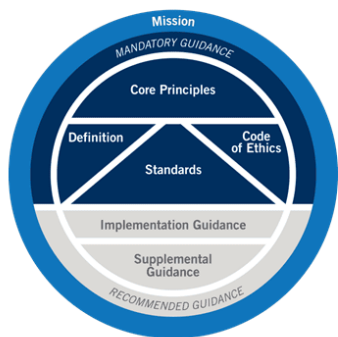 Mission
MANDATORY GUIDANCE
Core Principles
Definition
Code
of Ethics
Standards
Implementation Guidance
Supplemental
Guidance
RECOMMENDED GUIDANCE